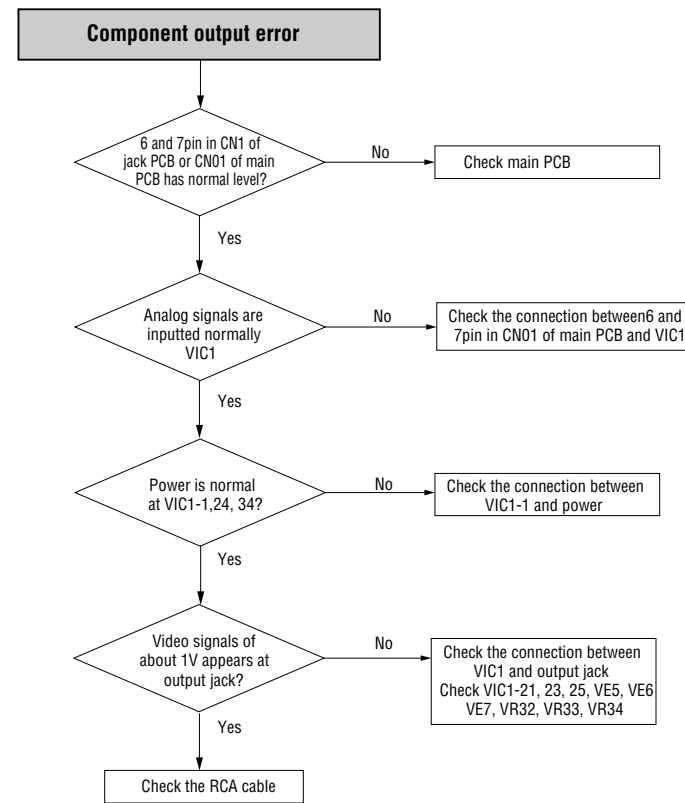 Component output error
6 and 7pin in CN1 of
jack PCB or CN01 of main
PCB has normal level?
No
Check main PCB
Yes
Analog signals are
inputted normally
VIC1
No
Check the connection between6 and
7pin in CN01 of main PCB and VIC1
Yes
Power is normal
at VIC1-1,24, 34?
No
Check the connection between
VIC1-1 and power
Yes
Video signals of
about 1V appears at
output jack?
No
Check the connection between
VIC1 and output jack
Check VIC1-21, 23, 25, VE5, VE6
VE7, VR32, VR33, VR34
Yes
Check the RCA cable